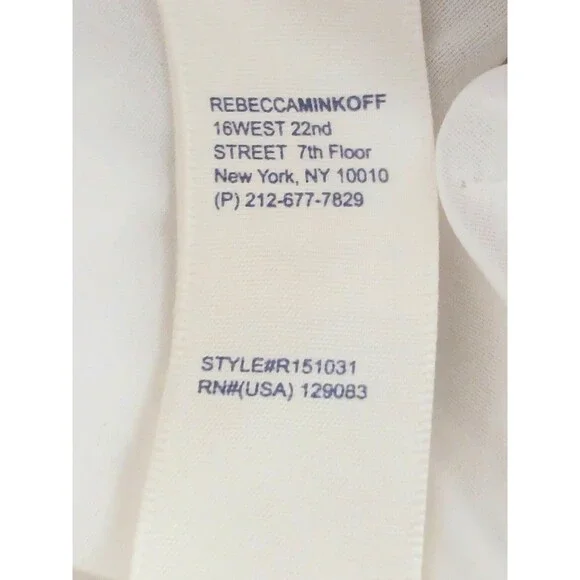 REBECCAMINKOFF
16WEST 22nd
STREET 7th Floor
New York, NY 10010
(P) 212-677-7829
STYLE#R151031
RN#(USA) 129083